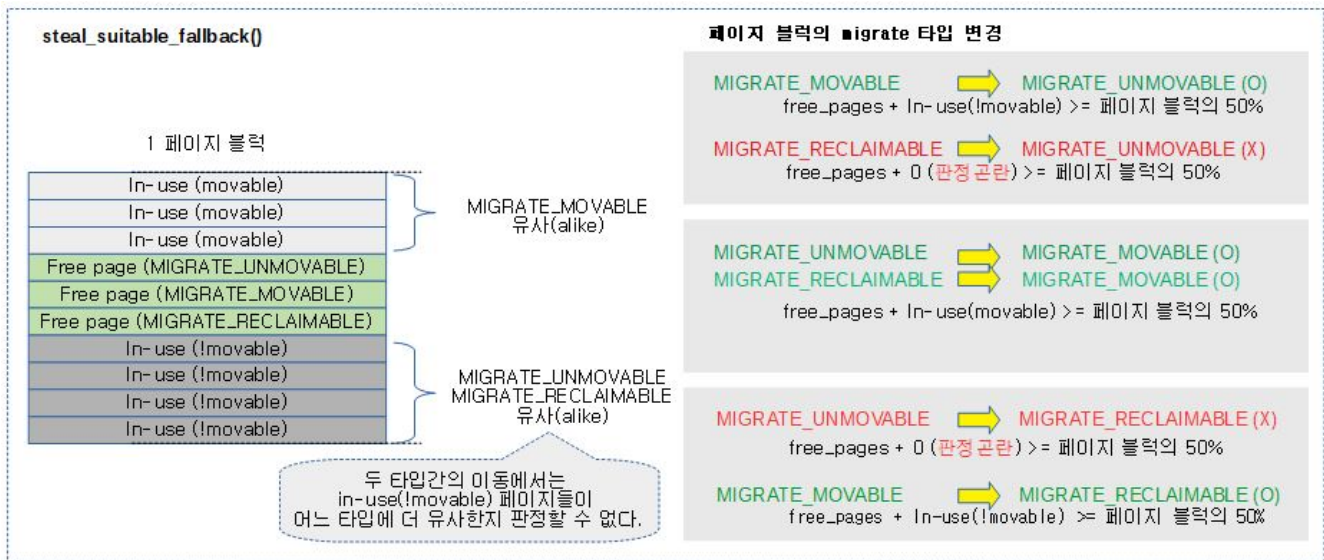 steal_suitable_fallback()
1 페이지 블럭
In-use (movable)
In-use (movable)
In-use (movable)
Free page (MIGRATE_UNMOVABLE)
Free page (MIGRATE_MOVABLE)
Free page (MIGRATE_RECLAIMABLE)
In-use (!movable)
In-use (!movable)
In-use (!movable)
In-use (!movable)
MIGRATE_MOVABLE
유사(alike)
MIGRATE_UNMOVABLE
MIGRATE_RECLAIMABLE
유사(alike)
두 타입간의 이동에서는
in-use(!movable) 페이지들이
어느 타입에 더 유사한지 판정할 수 없다.
페이지 블럭의 migrate 타입 변경
MIGRATE_MOVABLE MIGRATE_UNMOVABLE (O)
free_pages + In-use(!movable) >= 페이지 블럭의 50%
MIGRATE_RECLAIMABLE MIGRATE_UNMOVABLE (X)
free_pages + 0 (판정곤란) >= 페이지 블럭의 50%
MIGRATE_UNMOVABLE MIGRATE_MOVABLE (O)
MIGRATE_RECLAIMABLE MIGRATE_MOVABLE (O)
free_pages + In-use(movable) >= 페이지 블럭의 50%
MIGRATE_UNMOVABLE MIGRATE_RECLAIMABLE (X)
free_pages + 0 (판정곤란) >= 페이지 블럭의 50%
MIGRATE_MOVABLE MIGRATE_RECLAIMABLE (O)
free_pages + In-use(!movable) >= 페이지 블럭의 50%